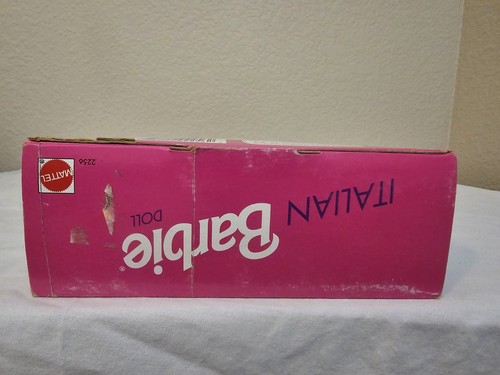 ITALIAN
Barbie®
DOLL
2256
MATTEL